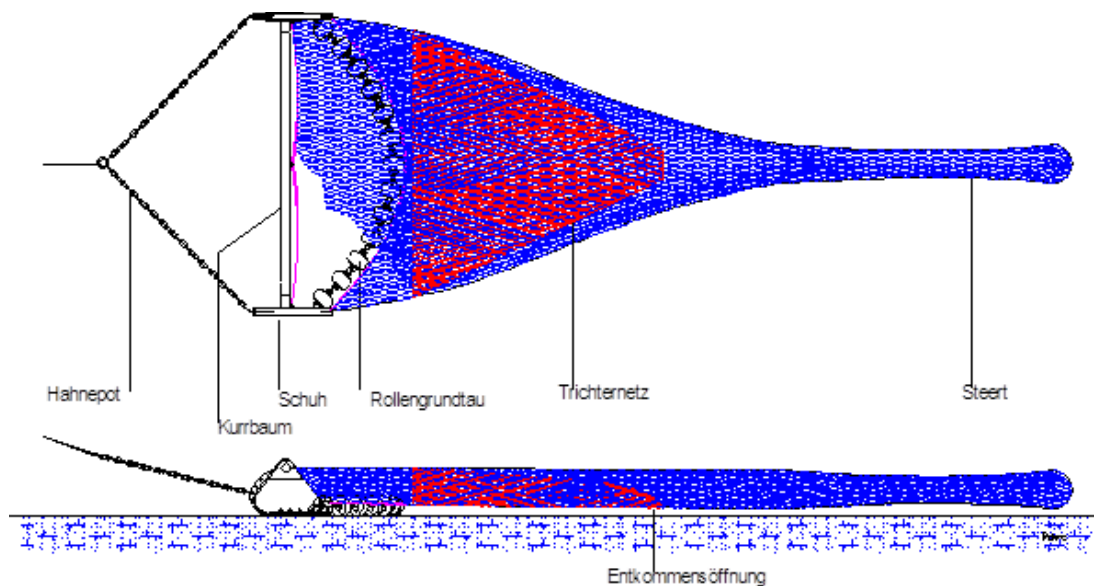 Hahnepot
Kurrbaum
Schuh
Rollengrundtau
Trichternetz
Steert
Entkommensöffnung